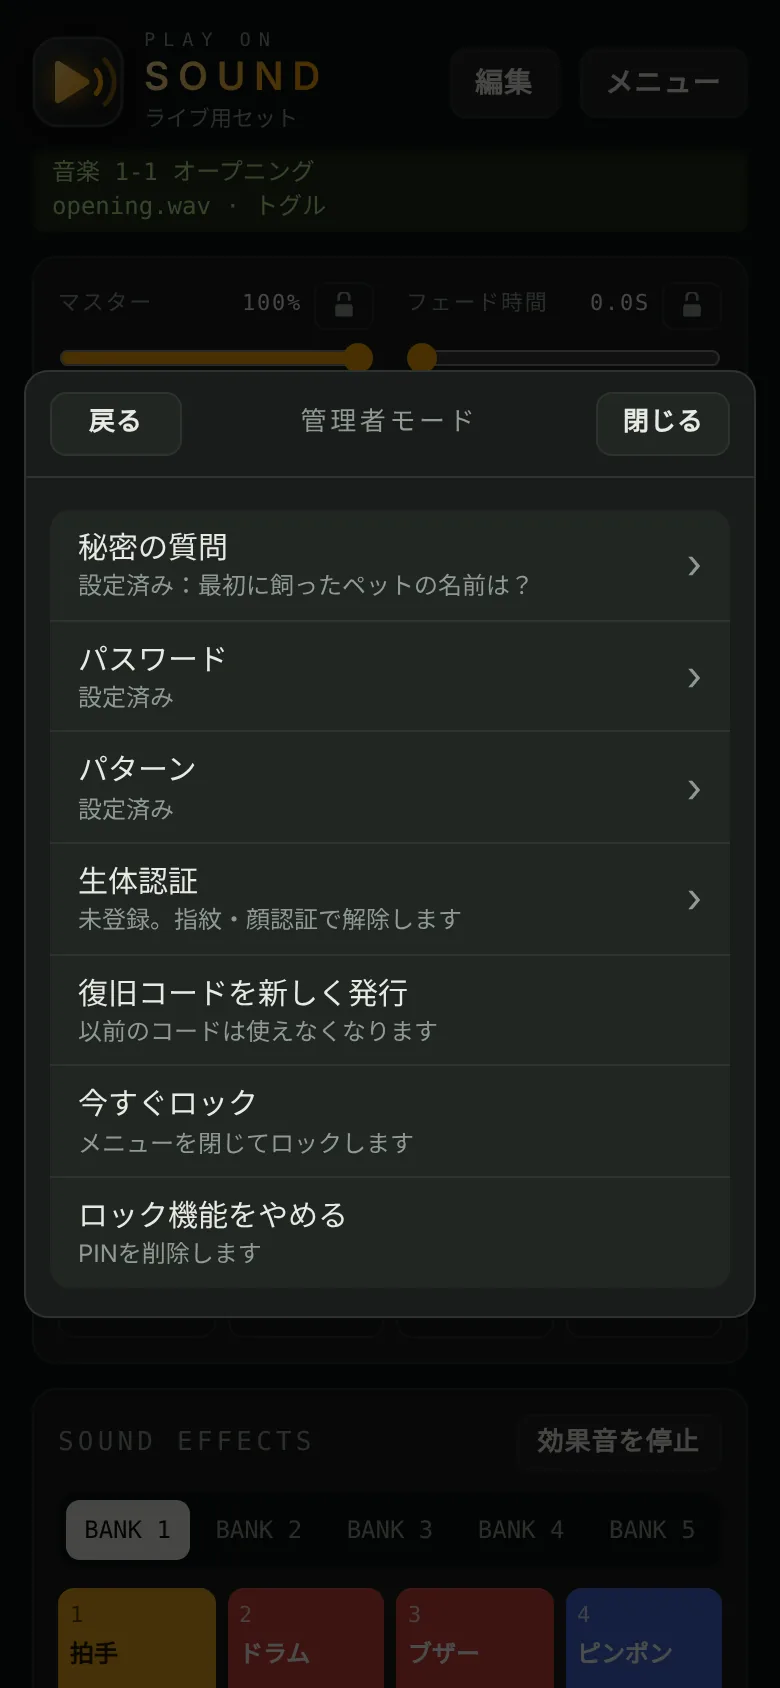 PLAY ON
SOUND
ライブ用セット
編集
メニュー
音楽 1-1 オープニング
opening.wav · トグル
マスター
100%
フェード時間
0.0S
戻る
管理者モード
閉じる
秘密の質問
設定済み：最初に飼ったペットの名前は？
パスワード
設定済み
パターン
設定済み
生体認証
未登録。指紋・顔認証で解除します
復旧コードを新しく発行
以前のコードは使えなくなります
今すぐロック
メニューを閉じてロックします
ロック機能をやめる
PINを削除します
SOUND EFFECTS
効果音を停止
BANK 1
BANK 2
BANK 3
BANK 4
BANK 5
1
拍手
2
ドラム
3
ブザー
4
ピンポン